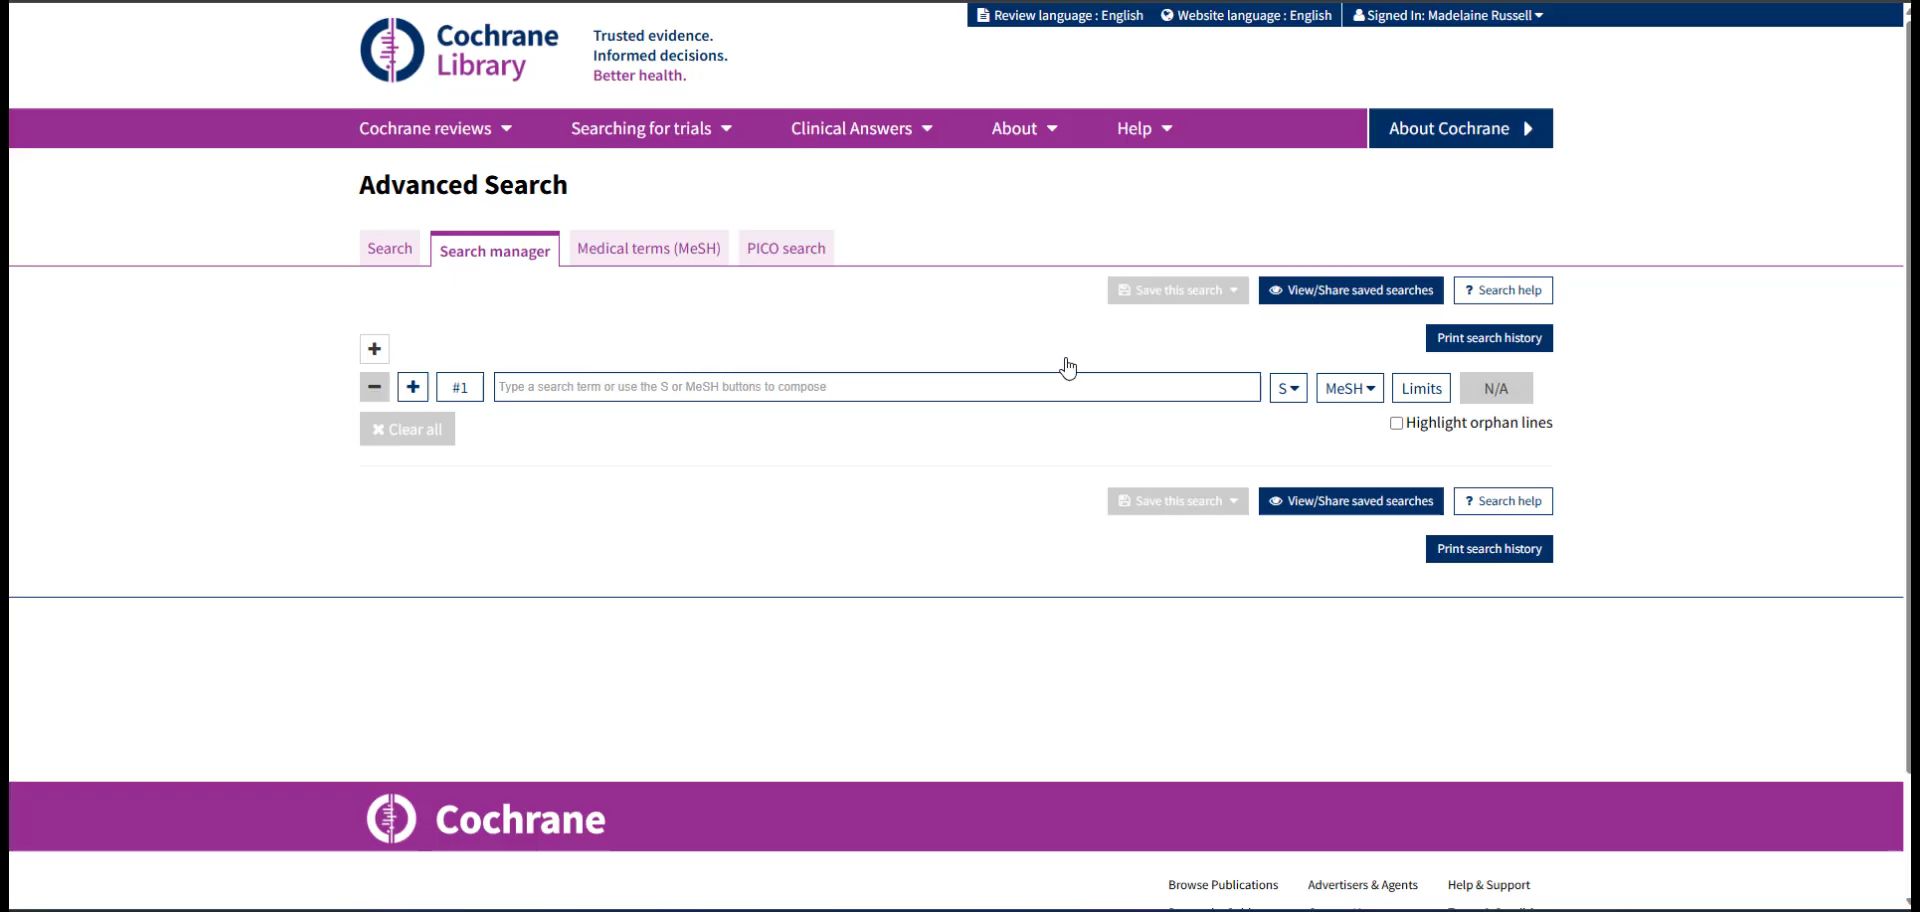 Review language : English Website language : English Signed In: Madelaine Russell
Cochrane
Library
Trusted evidence.
Informed decisions.
Better health.
Cochrane reviews Searching for trials Clinical Answers About Help About Cochrane
Advanced Search
Search Search manager Medical terms (MeSH) PICO search
Save this search View/Share saved searches ? Search help
Print search history
+
− + #1 Type a search term or use the S or MeSH buttons to compose S MeSH Limits N/A
Clear all Highlight orphan lines
Save this search View/Share saved searches ? Search help
Print search history
Cochrane
Browse Publications Advertisers & Agents Help & Support